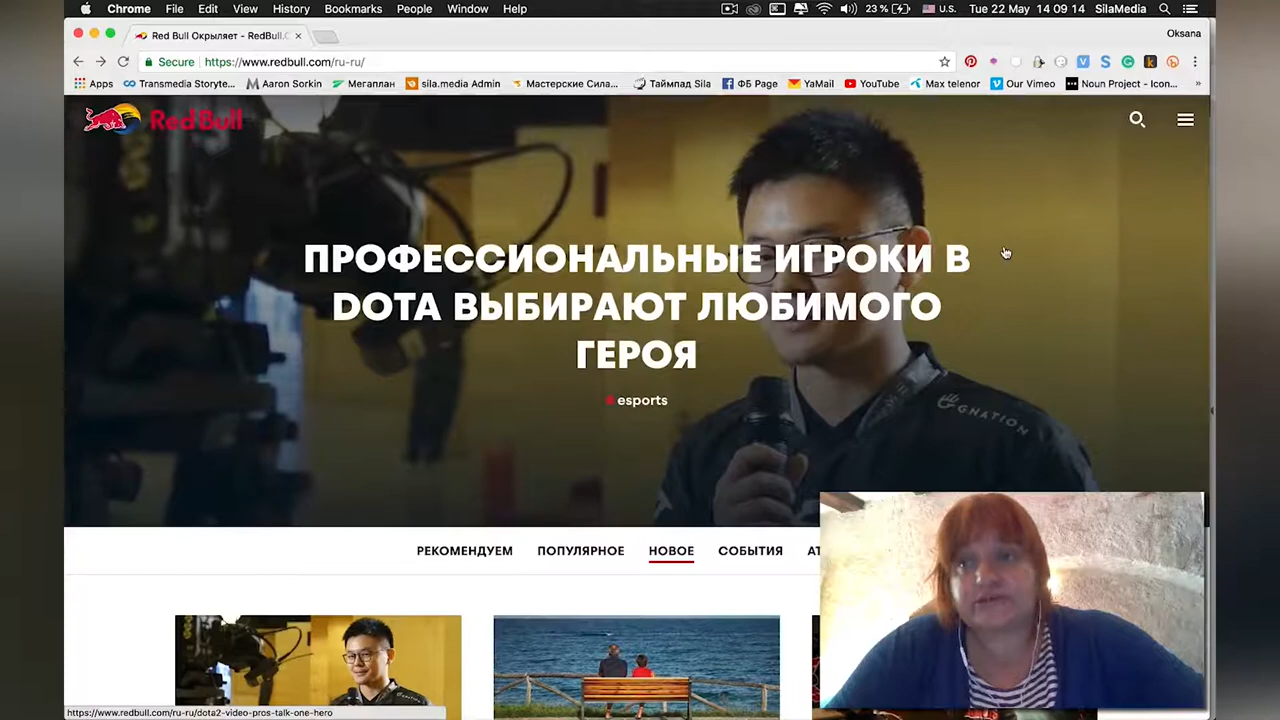 Chrome File Edit View History Bookmarks People Window Help 23 % U.S. Tue 22 May 14 09 14 SilaMedia
Red Bull Окрыляет - RedBull.C Oksana
Secure https://www.redbull.com/ru-ru/
Apps Transmedia Storyte... Aaron Sorkin Мегаплан sila.media Admin Мастерские Сила... Таймпад Sila ФБ Page YaMail YouTube Max telenor Our Vimeo Noun Project - Icon... »
Red Bull
ПРОФЕССИОНАЛЬНЫЕ ИГРОКИ В
DOTA ВЫБИРАЮТ ЛЮБИМОГО
ГЕРОЯ
esports
GNATION
РЕКОМЕНДУЕМ ПОПУЛЯРНОЕ НОВОЕ СОБЫТИЯ АТ
https://www.redbull.com/ru-ru/dota2-video-pros-talk-one-hero